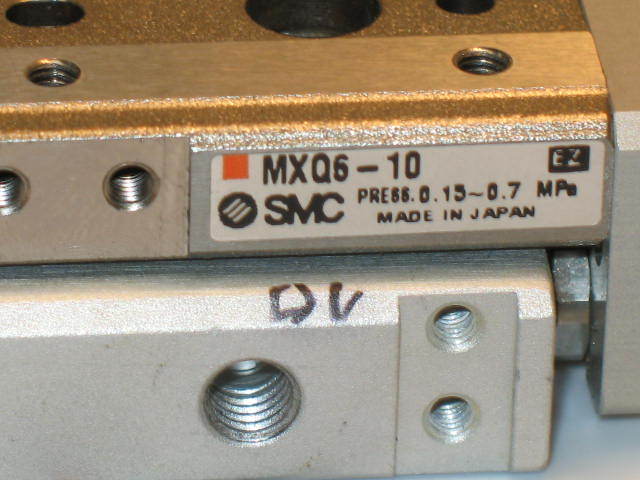 MXQ6-10 EZ
SMC PRESS.0.15~0.7 MPa
MADE IN JAPAN
DV